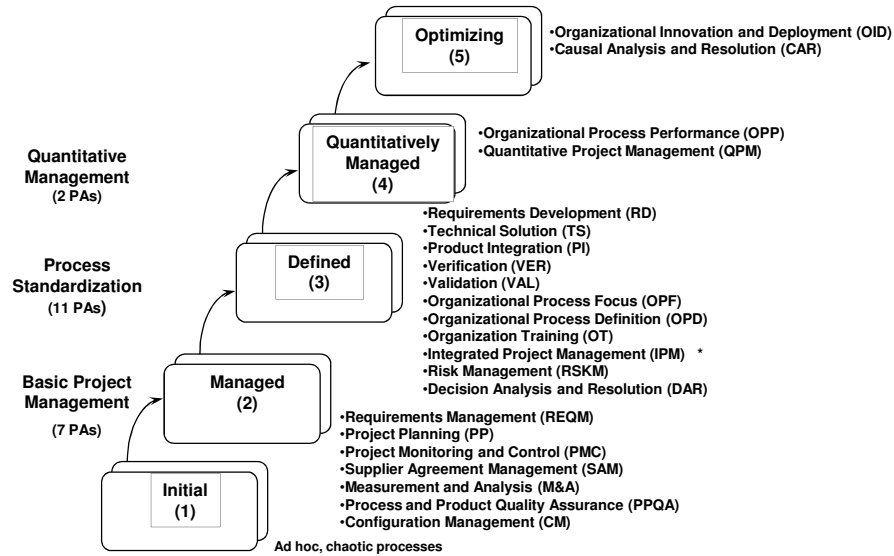 Optimizing
(5)
•Organizational Innovation and Deployment (OID)
•Causal Analysis and Resolution (CAR)
Quantitative
Management
(2 PAs)
Quantitatively
Managed
(4)
•Organizational Process Performance (OPP)
•Quantitative Project Management (QPM)
Process
Standardization
(11 PAs)
Defined
(3)
•Requirements Development (RD)
•Technical Solution (TS)
•Product Integration (PI)
•Verification (VER)
•Validation (VAL)
•Organizational Process Focus (OPF)
•Organizational Process Definition (OPD)
•Organization Training (OT)
•Integrated Project Management (IPM) *
•Risk Management (RSKM)
•Decision Analysis and Resolution (DAR)
Basic Project
Management
(7 PAs)
Managed
(2)
•Requirements Management (REQM)
•Project Planning (PP)
•Project Monitoring and Control (PMC)
•Supplier Agreement Management (SAM)
•Measurement and Analysis (M&A)
•Process and Product Quality Assurance (PPQA)
•Configuration Management (CM)
Initial
(1)
Ad hoc, chaotic processes